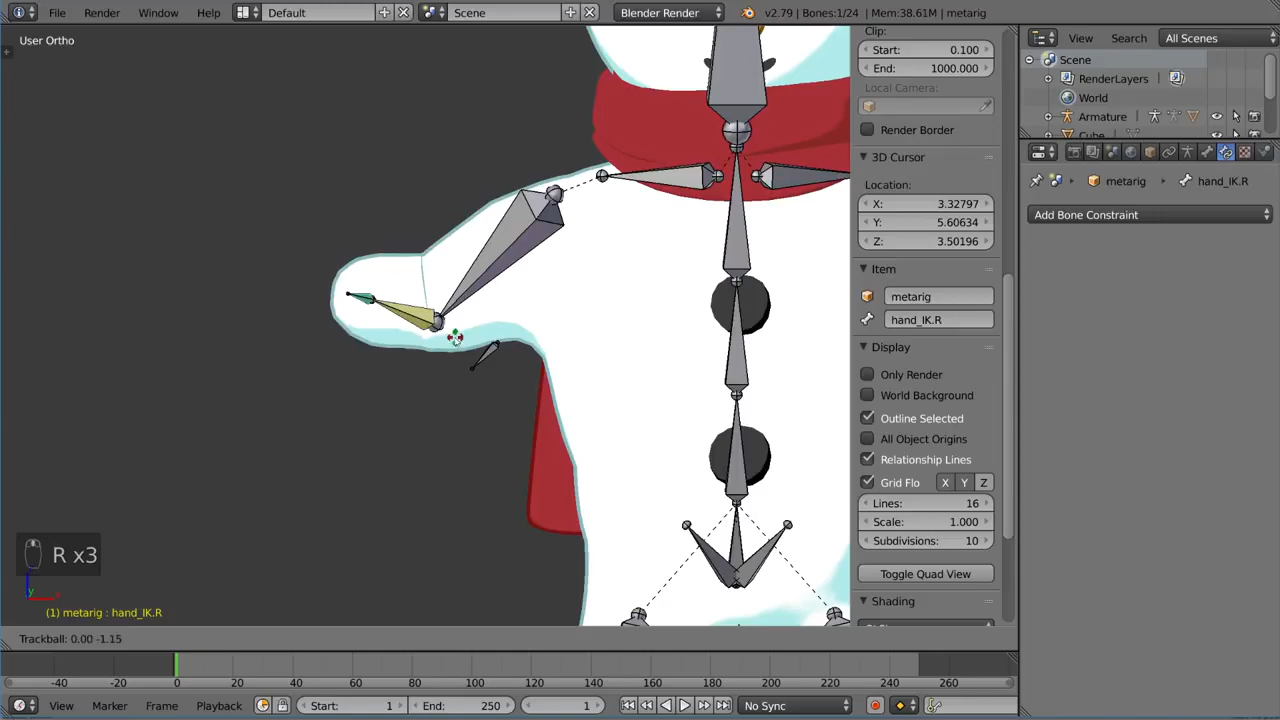 File Render Window Help Default Scene Blender Render v2.79 | Bones:1/24 | Mem:38.61M | metarig
User Ortho
Clip:
Start: 0.100
End: 1000.000
Local Camera:
Render Border
3D Cursor
Location:
X: 3.32797
Y: 5.60634
Z: 3.50196
Item
metarig
hand_IK.R
Display
Only Render
World Background
Outline Selected
All Object Origins
Relationship Lines
Grid Flo X Y Z
Lines: 16
Scale: 1.000
Subdivisions: 10
Toggle Quad View
Shading
View Search All Scenes
Scene
RenderLayers
World
Armature
Cube
metarig hand_IK.R
Add Bone Constraint
R x3
y x
(1) metarig : hand_IK.R
Trackball: 0.00 -1.15
-40 -20 0 20 40 60 80 100 120 140 160 180 200 220 240 260
View Marker Frame Playback Start: 1 End: 250 1 No Sync